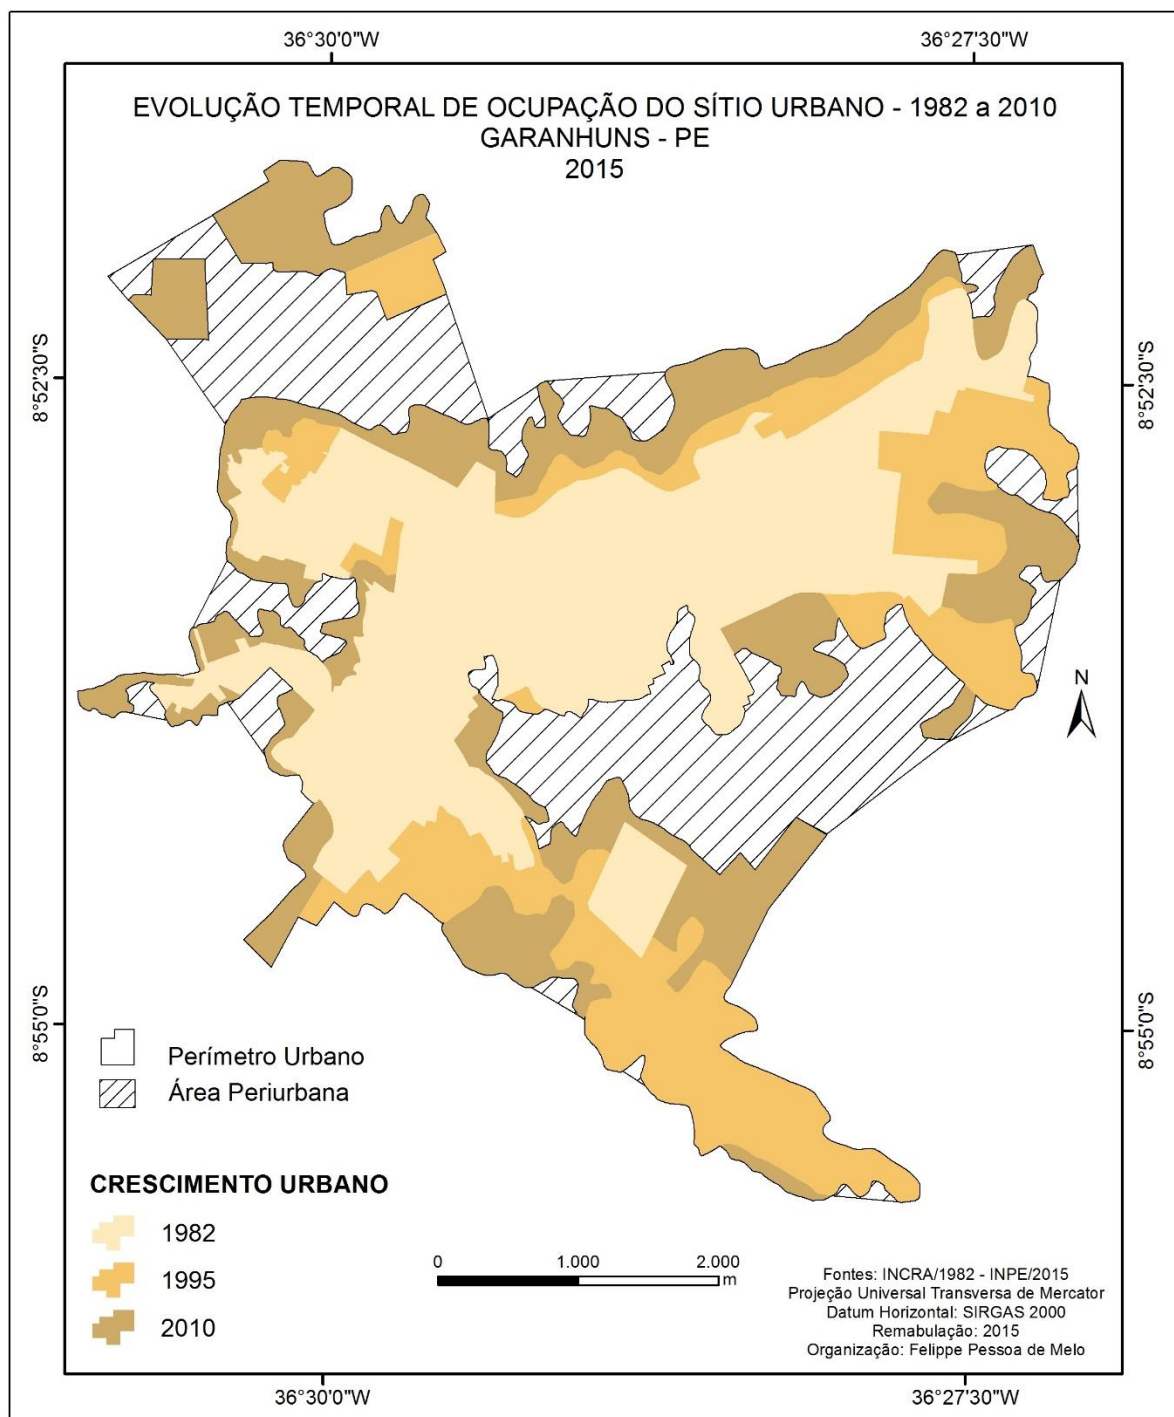 36°30'0"W
36°27'30"W
EVOLUÇÃO TEMPORAL DE OCUPAÇÃO DO SÍTIO URBANO - 1982 a 2010
GARANHUNS - PE
2015
8°52'30"S
8°52'30"S
N
8°55'0"S
8°55'0"S
Perímetro Urbano
Área Periurbana
CRESCIMENTO URBANO
1982
1995
2010
0 1.000 2.000
m
Fontes: INCRA/1982 - INPE/2015
Projeção Universal Transversa de Mercator
Datum Horizontal: SIRGAS 2000
Remabulação: 2015
Organização: Felippe Pessoa de Melo
36°30'0"W
36°27'30"W